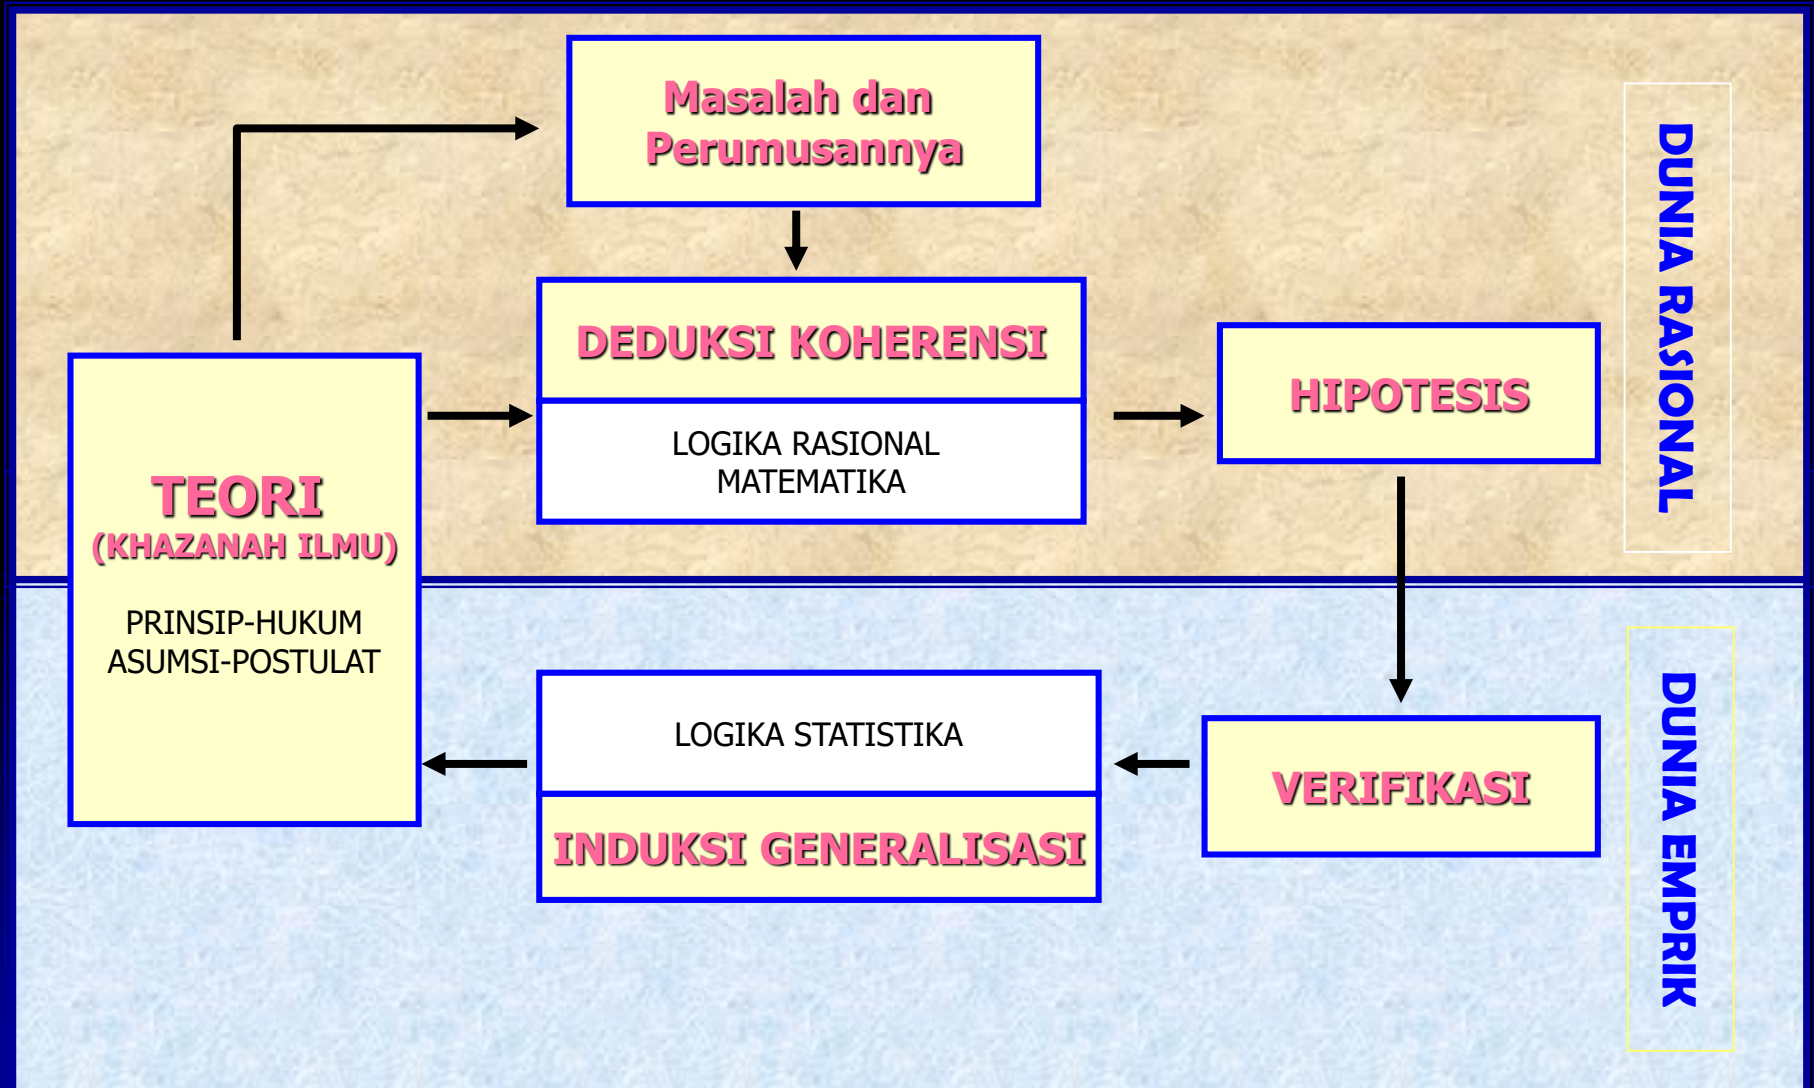 Masalah dan
Perumusannya
DEDUKSI KOHERENSI
LOGIKA RASIONAL
MATEMATIKA
HIPOTESIS
DUNIA RASIONAL
TEORI
(KHAZANAH ILMU)
PRINSIP-HUKUM
ASUMSI-POSTULAT
LOGIKA STATISTIKA
INDUKSI GENERALISASI
VERIFIKASI
DUNIA EMPRIK